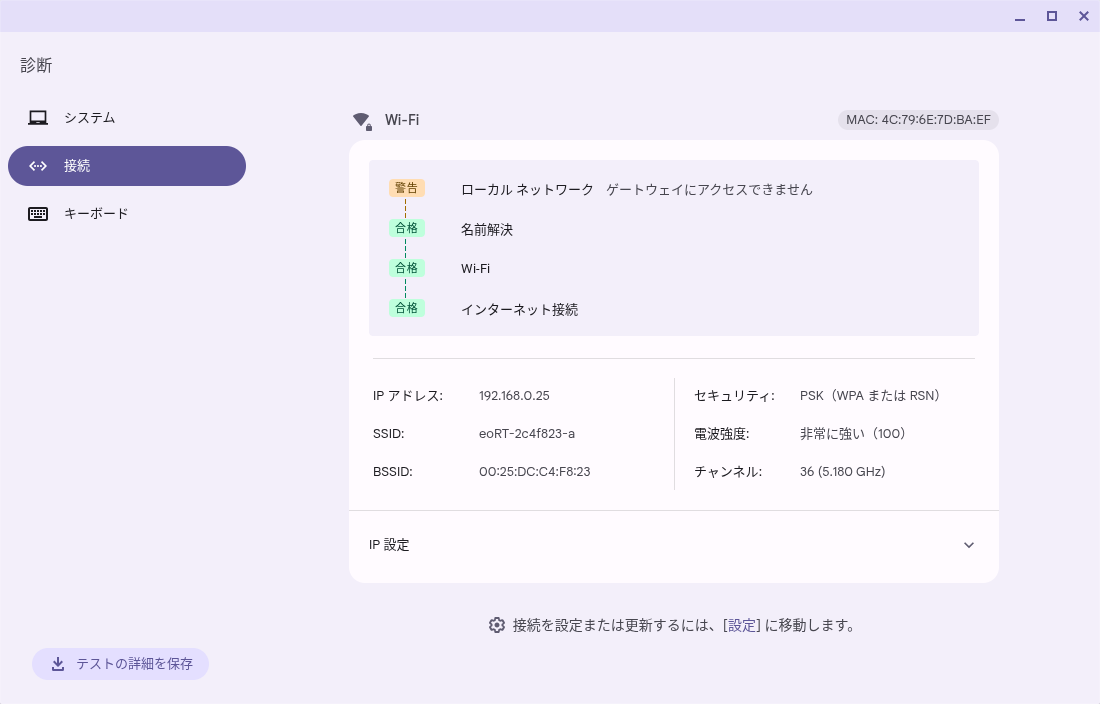 診断
システム
接続
キーボード
テストの詳細を保存
Wi-Fi
MAC: 4C:79:6E:7D:BA:EF
警告 ローカル ネットワーク ゲートウェイにアクセスできません
合格 名前解決
合格 Wi-Fi
合格 インターネット接続
IP アドレス: 192.168.0.25
SSID: eoRT-2c4f823-a
BSSID: 00:25:DC:C4:F8:23
セキュリティ: PSK（WPA または RSN）
電波強度: 非常に強い（100）
チャンネル: 36 (5.180 GHz)
IP 設定
接続を設定または更新するには、[設定] に移動します。